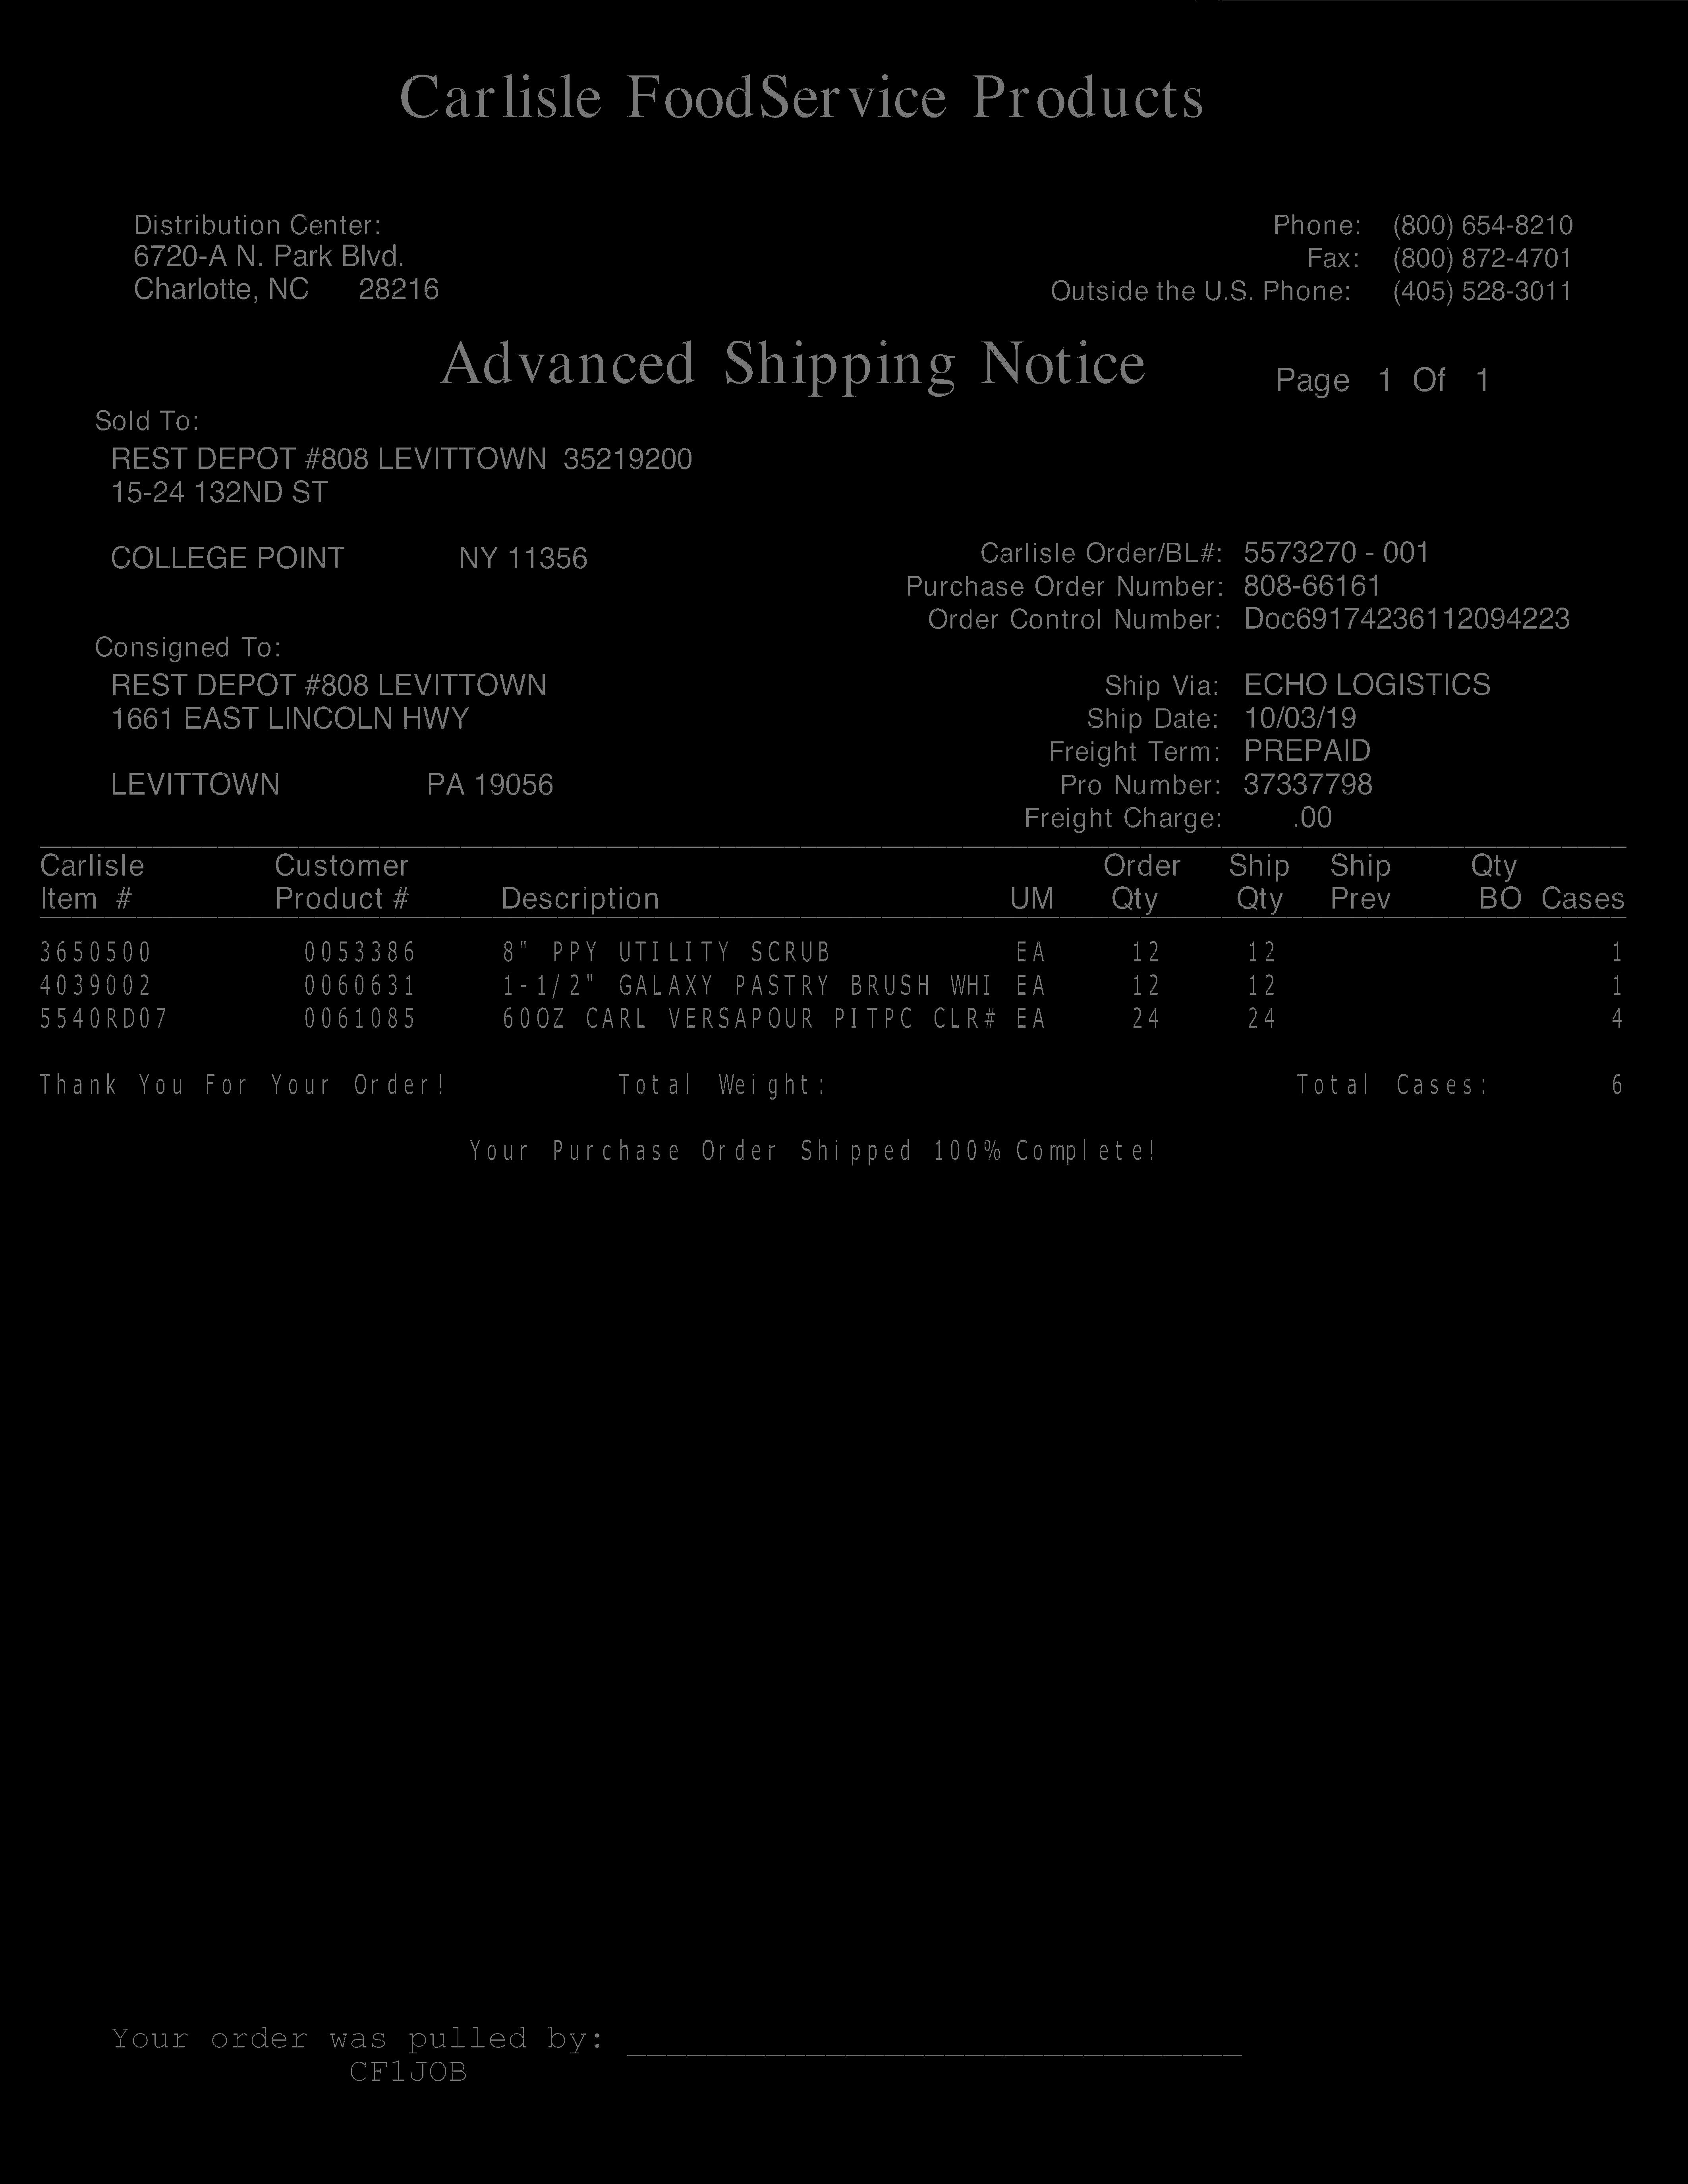 Carlisle FoodService Products
Distribution Center:
6720-A N. Park Blvd.
Charlotte, NC 28216
Phone: (800) 654-8210
Fax: (800) 872-4701
Outside the U.S. Phone: (405) 528-3011
Advanced Shipping Notice
Page 1 Of 1
Sold To:
REST DEPOT #808 LEVITTOWN 35219200
15-24 132ND ST
COLLEGE POINT NY 11356
Carlisle Order/BL#: 5573270 - 001
Purchase Order Number: 808-66161
Order Control Number: Doc69174236112094223
Consigned To:
REST DEPOT #808 LEVITTOWN
1661 EAST LINCOLN HWY
LEVITTOWN PA 19056
Ship Via: ECHO LOGISTICS
Ship Date: 10/03/19
Freight Term: PREPAID
Pro Number: 37337798
Freight Charge: .00
Carlisle Customer Order Ship Ship Qty
Item # Product # Description UM Qty Qty Prev BO Cases
3650500 0053386 8" PPY UTILITY SCRUB EA 12 12 1
4039002 0060631 1-1/2" GALAXY PASTRY BRUSH WHI EA 12 12 1
5540RD07 0061085 60OZ CARL VERSAPOUR PITPC CLR# EA 24 24 4
Thank You For Your Order! Total Weight: Total Cases: 6
Your Purchase Order Shipped 100% Complete!
Your order was pulled by: _______________________________
CF1JOB